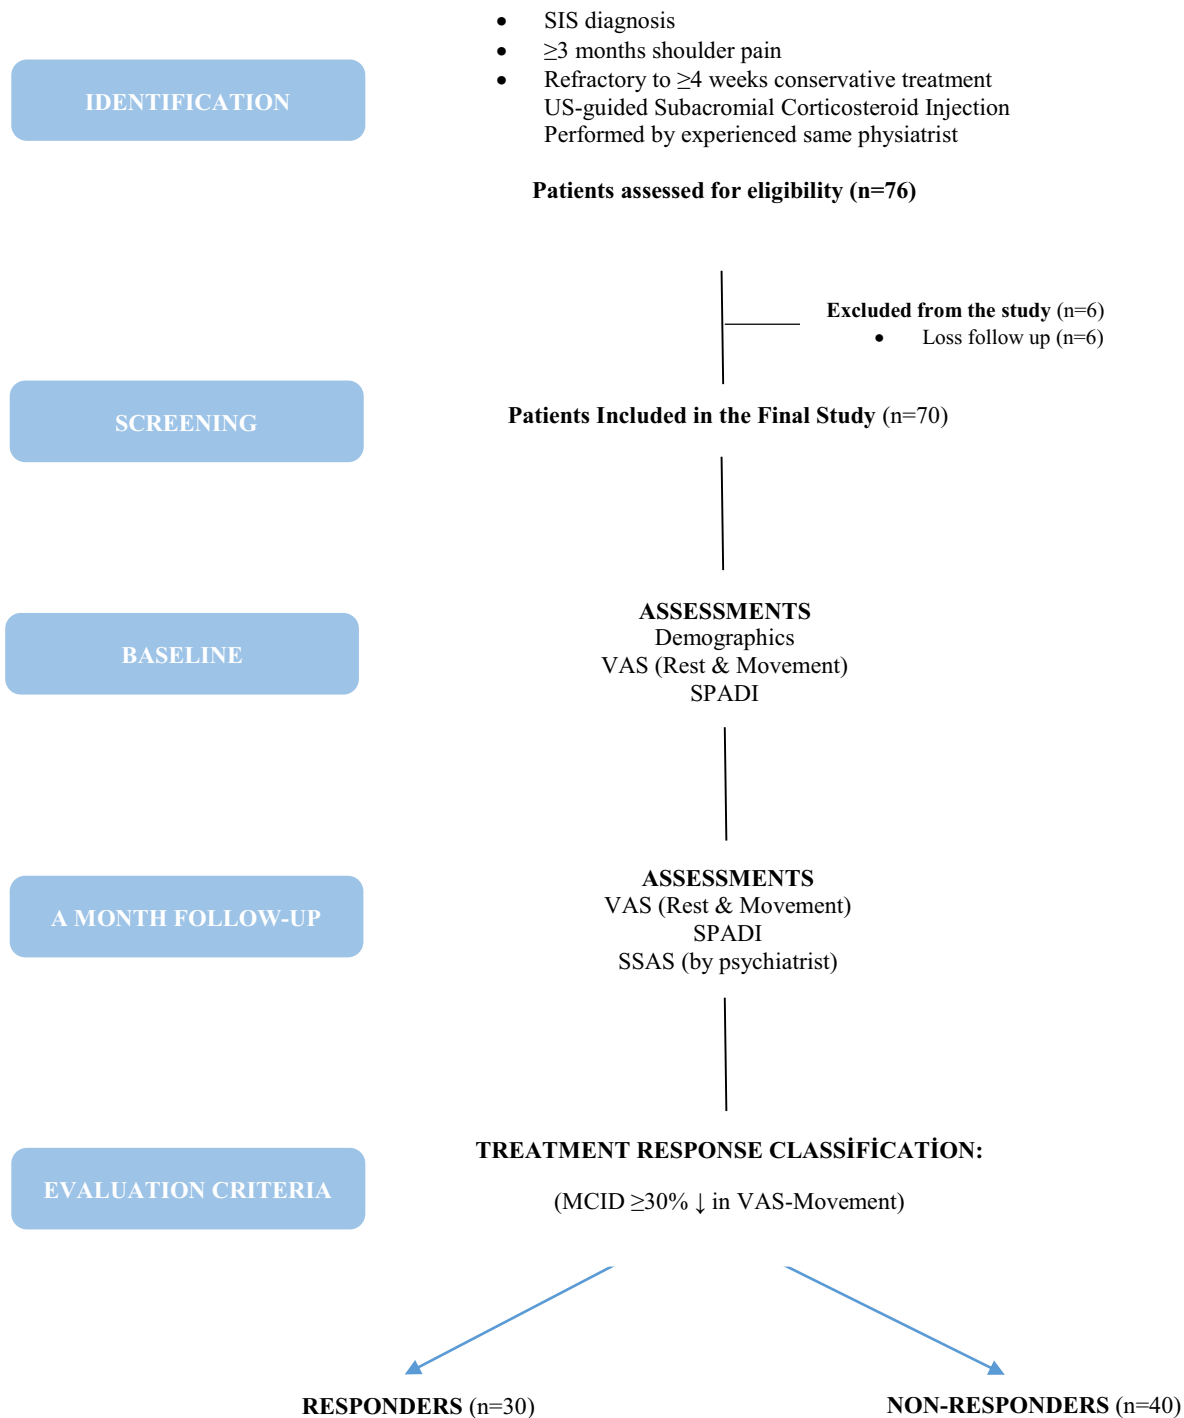 • SIS diagnosis
• ≥3 months shoulder pain
• Refractory to ≥4 weeks conservative treatment
US-guided Subacromial Corticosteroid Injection
Performed by experienced same physiatrist
IDENTIFICATION
Patients assessed for eligibility (n=76)
Excluded from the study (n=6)
• Loss follow up (n=6)
SCREENING
Patients Included in the Final Study (n=70)
BASELINE
ASSESSMENTS
Demographics
VAS (Rest & Movement)
SPADI
A MONTH FOLLOW-UP
ASSESSMENTS
VAS (Rest & Movement)
SPADI
SSAS (by psychiatrist)
EVALUATION CRITERIA
TREATMENT RESPONSE CLASSİFİCATİON:
(MCID ≥30% ↓ in VAS-Movement)
RESPONDERS (n=30)
NON-RESPONDERS (n=40)